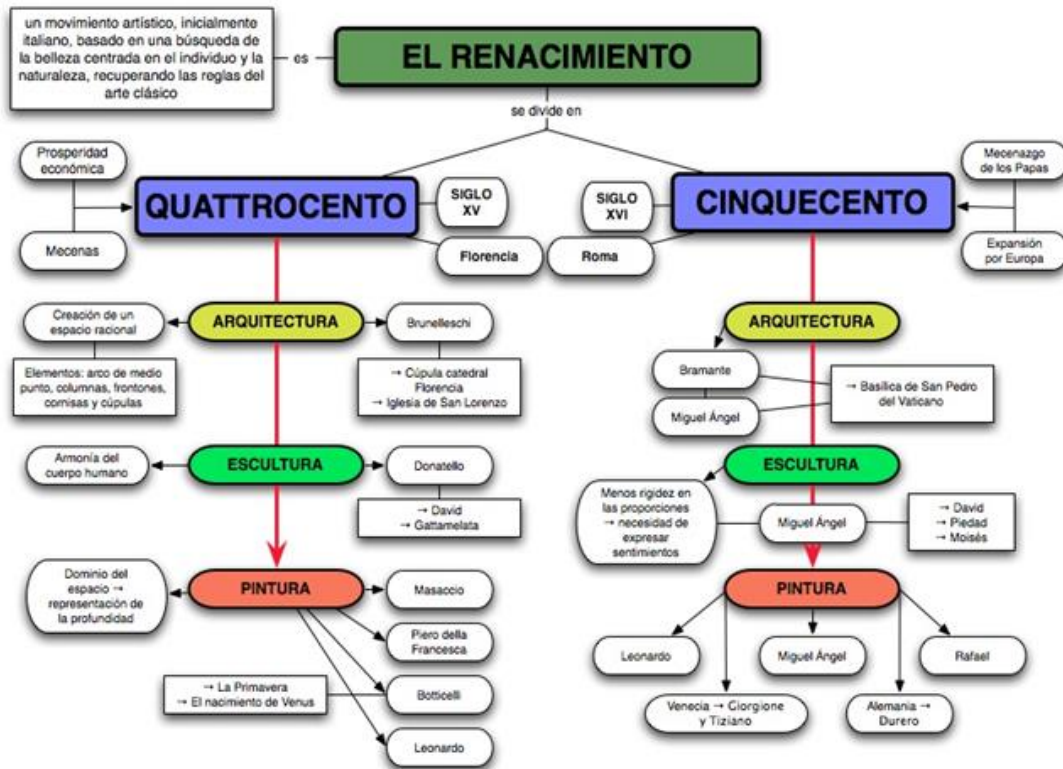 un movimiento artístico, inicialmente
italiano, basado en una búsqueda de
la belleza centrada en el individuo y la
naturaleza, recuperando las reglas del
arte clásico
es
EL RENACIMIENTO
se divide en
Prosperidad
económica
Mecenas
QUATTROCENTO
SIGLO
XV
Florencia
SIGLO
XVI
Roma
CINQUECENTO
Mecenazgo
de los Papas
Expansión
por Europa
Creación de un
espacio racional
ARQUITECTURA
Brunelleschi
Elementos: arco de medio
punto, columnas, frontones,
cornisas y cúpulas
→ Cúpula catedral
Florencia
→ Iglesia de San Lorenzo
Armonía del
cuerpo humano
ESCULTURA
Donatello
→ David
→ Gattamelata
Dominio del
espacio →
representación de
la profundidad
PINTURA
Masaccio
Piero della
Francesca
→ La Primavera
→ El nacimiento de Venus
Botticelli
Leonardo
ARQUITECTURA
Bramante
Miguel Ángel
→ Basílica de San Pedro
del Vaticano
ESCULTURA
Menos rigidez en
las proporciones
→ necesidad de
expresar
sentimientos
Miguel Ángel
→ David
→ Piedad
→ Moisés
PINTURA
Leonardo
Miguel Ángel
Rafael
Venecia → Giorgione
y Tiziano
Alemania →
Durero